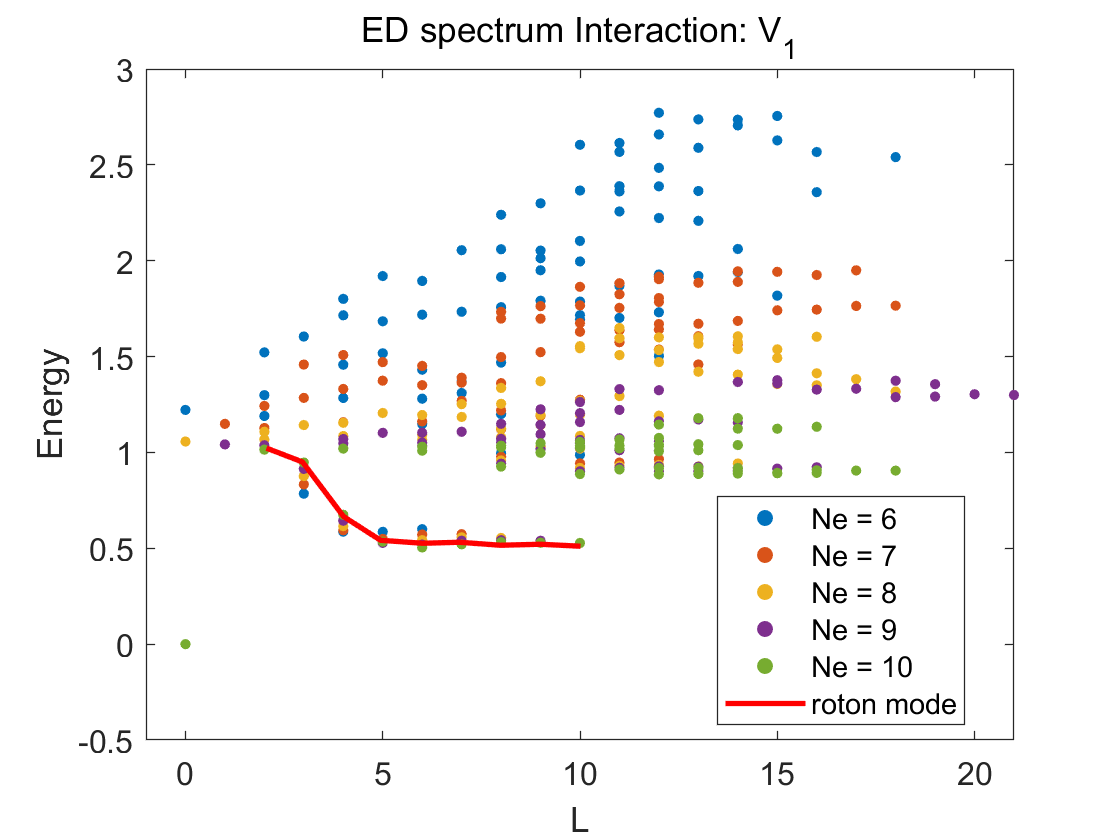 ED spectrum Interaction: V_1
3
2.5
2
1.5
1
0.5
0
-0.5
Energy
0 5 10 15 20
L
Ne = 6
Ne = 7
Ne = 8
Ne = 9
Ne = 10
roton mode